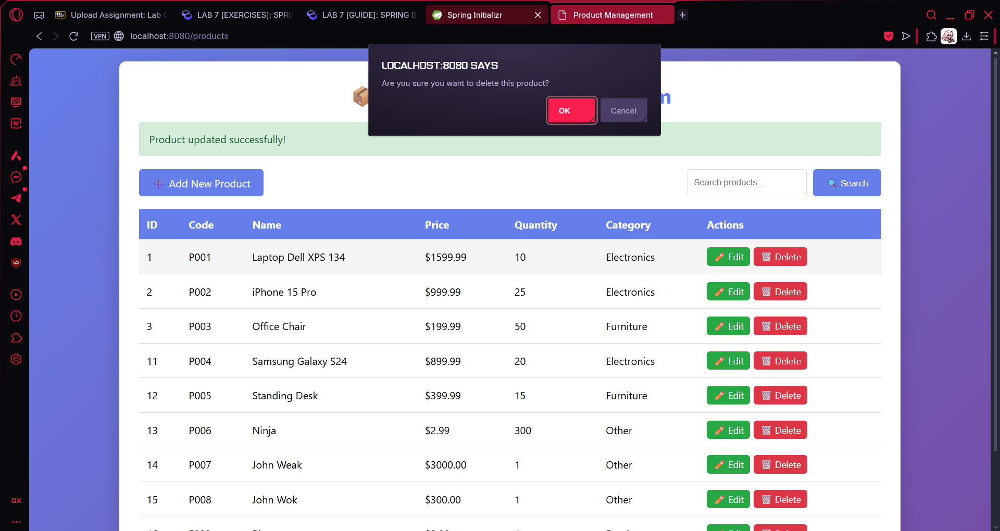 Upload Assignment: Lab
LAB 7 [EXERCISES]: SPRI
LAB 7 [GUIDE]: SPRING B
Spring Initializr
Product Management
VPN
localhost:8080/products
LOCALHOST:8080 SAYS
Are you sure you want to delete this product?
OK
Cancel
m
Product updated successfully!
Add New Product
Search products...
Search
ID Code Name Price Quantity Category Actions
1 P001 Laptop Dell XPS 134 $1599.99 10 Electronics Edit Delete
2 P002 iPhone 15 Pro $999.99 25 Electronics Edit Delete
3 P003 Office Chair $199.99 50 Furniture Edit Delete
11 P004 Samsung Galaxy S24 $899.99 20 Electronics Edit Delete
12 P005 Standing Desk $399.99 15 Furniture Edit Delete
13 P006 Ninja $2.99 300 Other Edit Delete
14 P007 John Weak $3000.00 1 Other Edit Delete
15 P008 John Wok $300.00 1 Other Edit Delete
GX